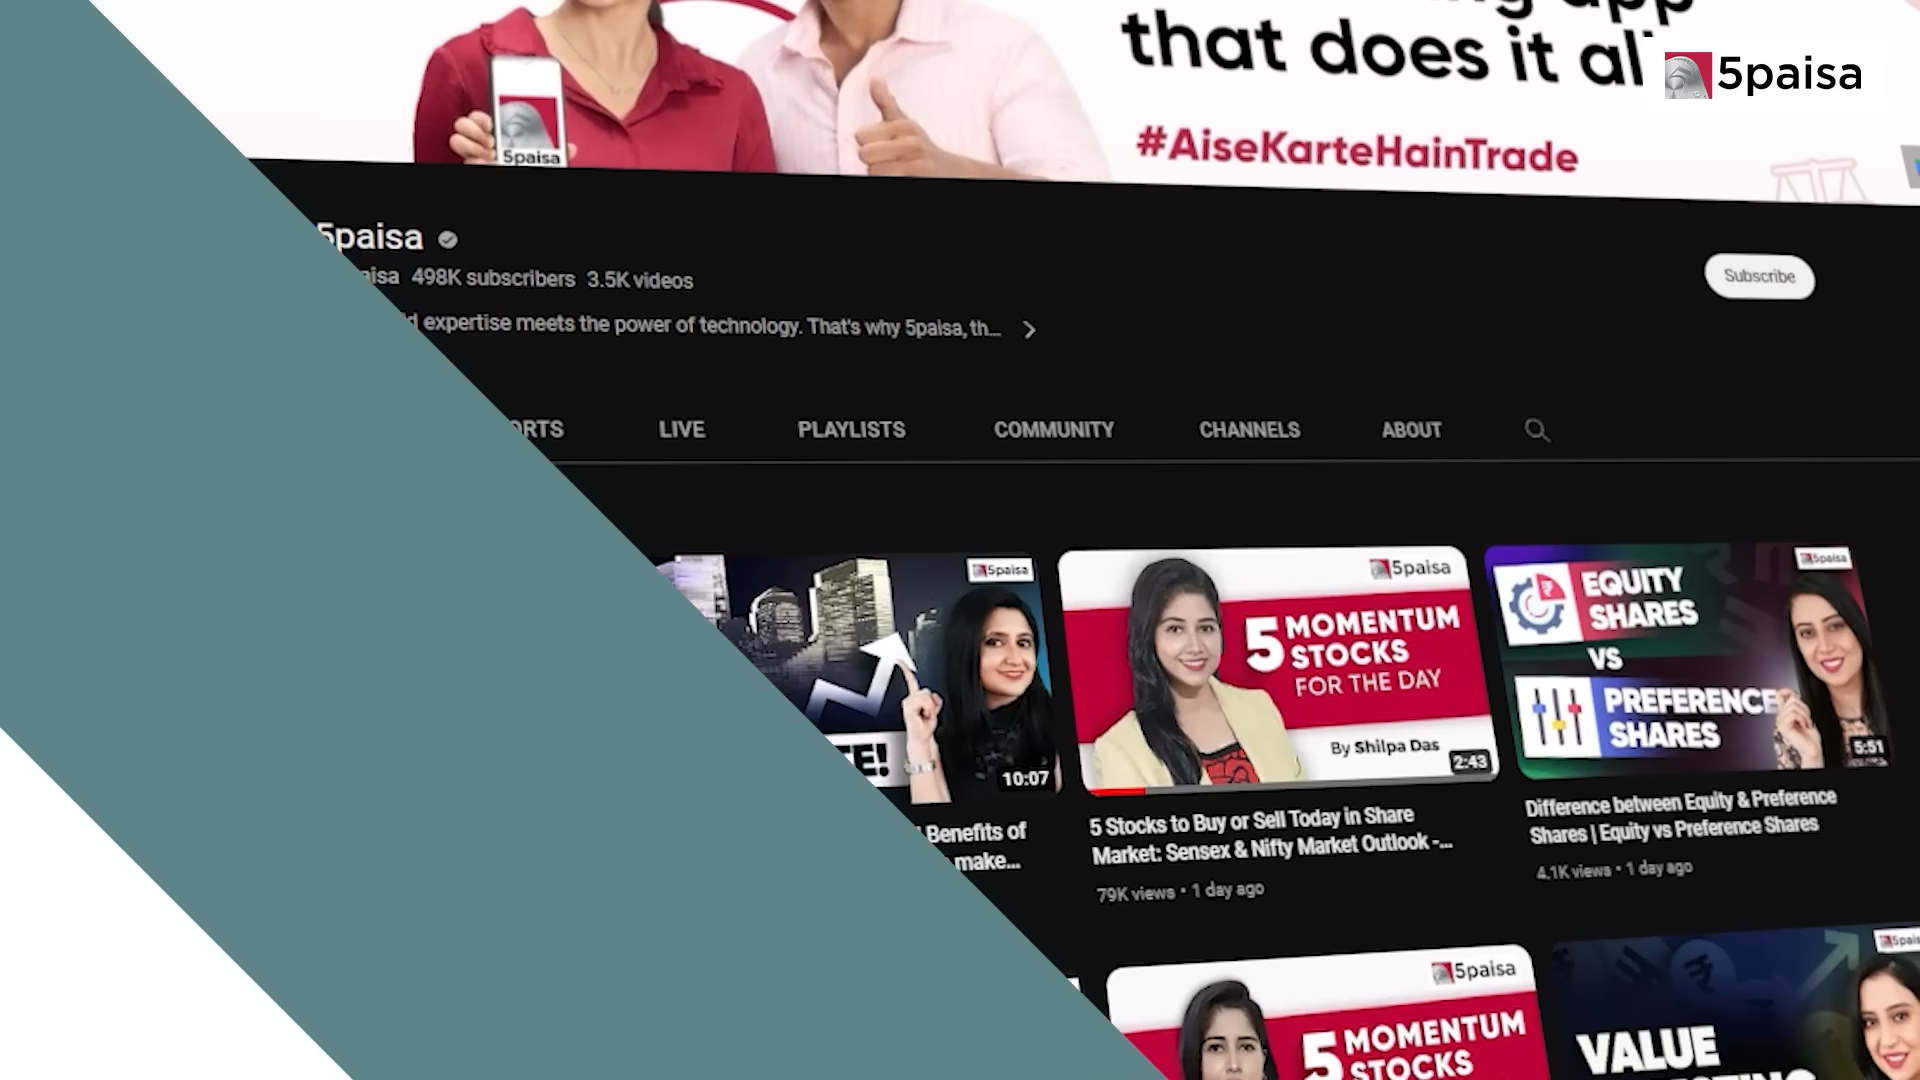 that does it al
5paisa
#AiseKarteHainTrade
5paisa
5paisa
498K subscribers 3.5K videos
Subscribe
expertise meets the power of technology. That's why 5paisa, th...
LIVE PLAYLISTS COMMUNITY CHANNELS ABOUT
5paisa
10:07
Benefits of
make...
5paisa
5 MOMENTUM
STOCKS
FOR THE DAY
By Shilpa Das
2:43
5 Stocks to Buy or Sell Today in Share
Market: Sensex & Nifty Market Outlook -...
79K views • 1 day ago
5paisa
EQUITY
SHARES
VS
PREFERENCE
SHARES
5:51
Difference between Equity & Preference
Shares | Equity vs Preference Shares
4.1K views • 1 day ago
5paisa
5 MOMENTUM
STOCKS
5pais
VALUE